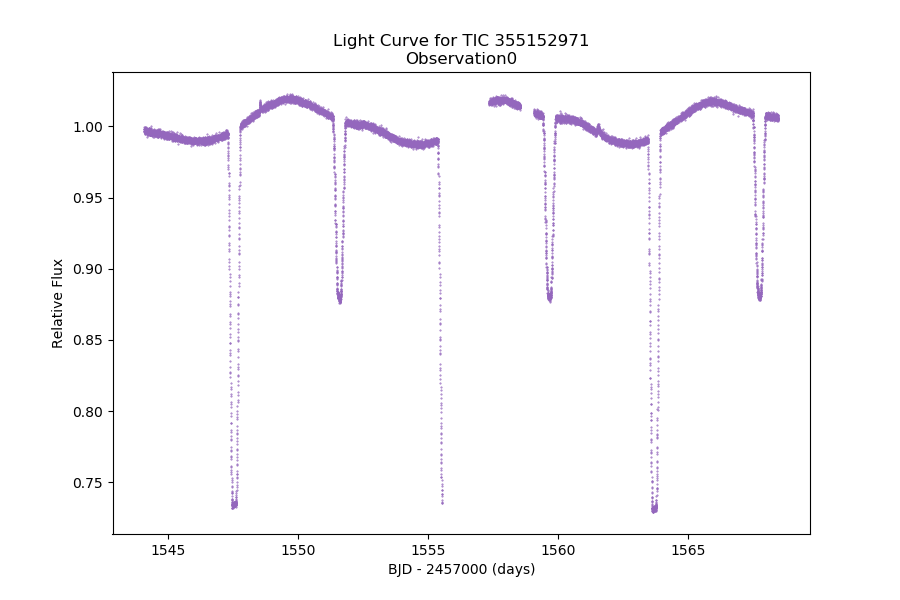 Light Curve for TIC 355152971
Observation0
1.00
0.95
0.90
0.85
0.80
0.75
Relative Flux
1545
1550
1555
1560
1565
BJD - 2457000 (days)